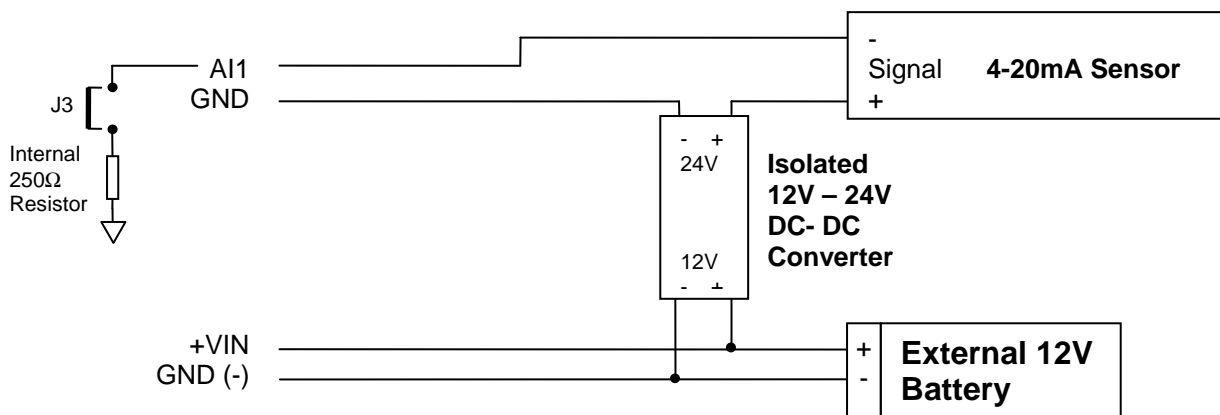 -
Signal 4-20mA Sensor
+
AI1
GND
J3
Internal
250Ω
Resistor
- +
24V
12V
- +
Isolated
12V – 24V
DC- DC
Converter
+VIN
GND (-)
+
-
External 12V
Battery